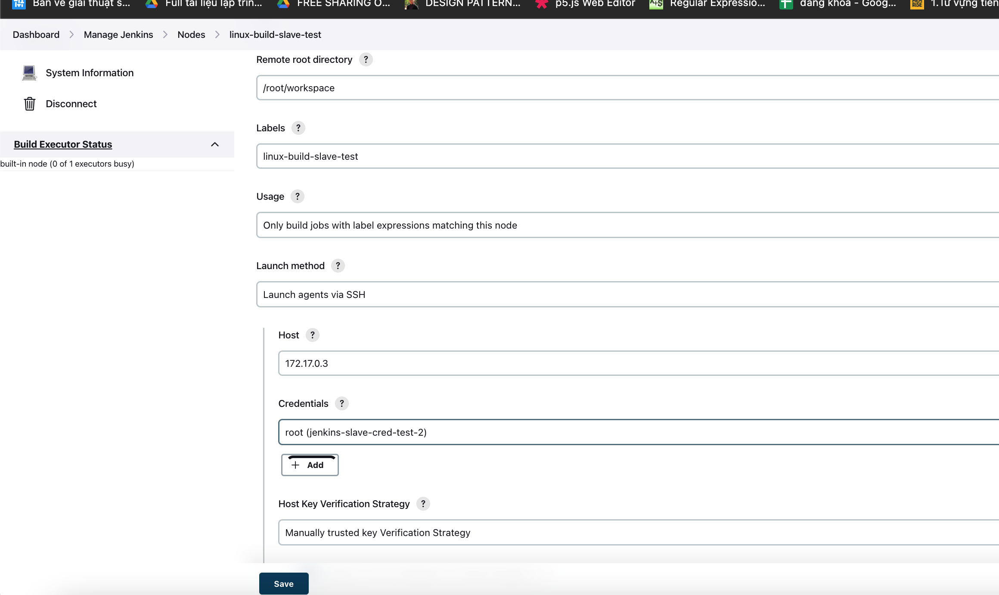 Bản vẽ giải thuật s...
Full tài liệu lập trìn...
FREE SHARING O...
DESIGN PATTERN...
p5.js Web Editor
Regular Expressio...
đăng khoa - Goog...
1.Từ vựng tiến
Dashboard > Manage Jenkins > Nodes > linux-build-slave-test
System Information
Disconnect
Build Executor Status
built-in node (0 of 1 executors busy)
Remote root directory ?
/root/workspace
Labels ?
linux-build-slave-test
Usage ?
Only build jobs with label expressions matching this node
Launch method ?
Launch agents via SSH
Host ?
172.17.0.3
Credentials ?
root (jenkins-slave-cred-test-2)
+ Add
Host Key Verification Strategy ?
Manually trusted key Verification Strategy
Save